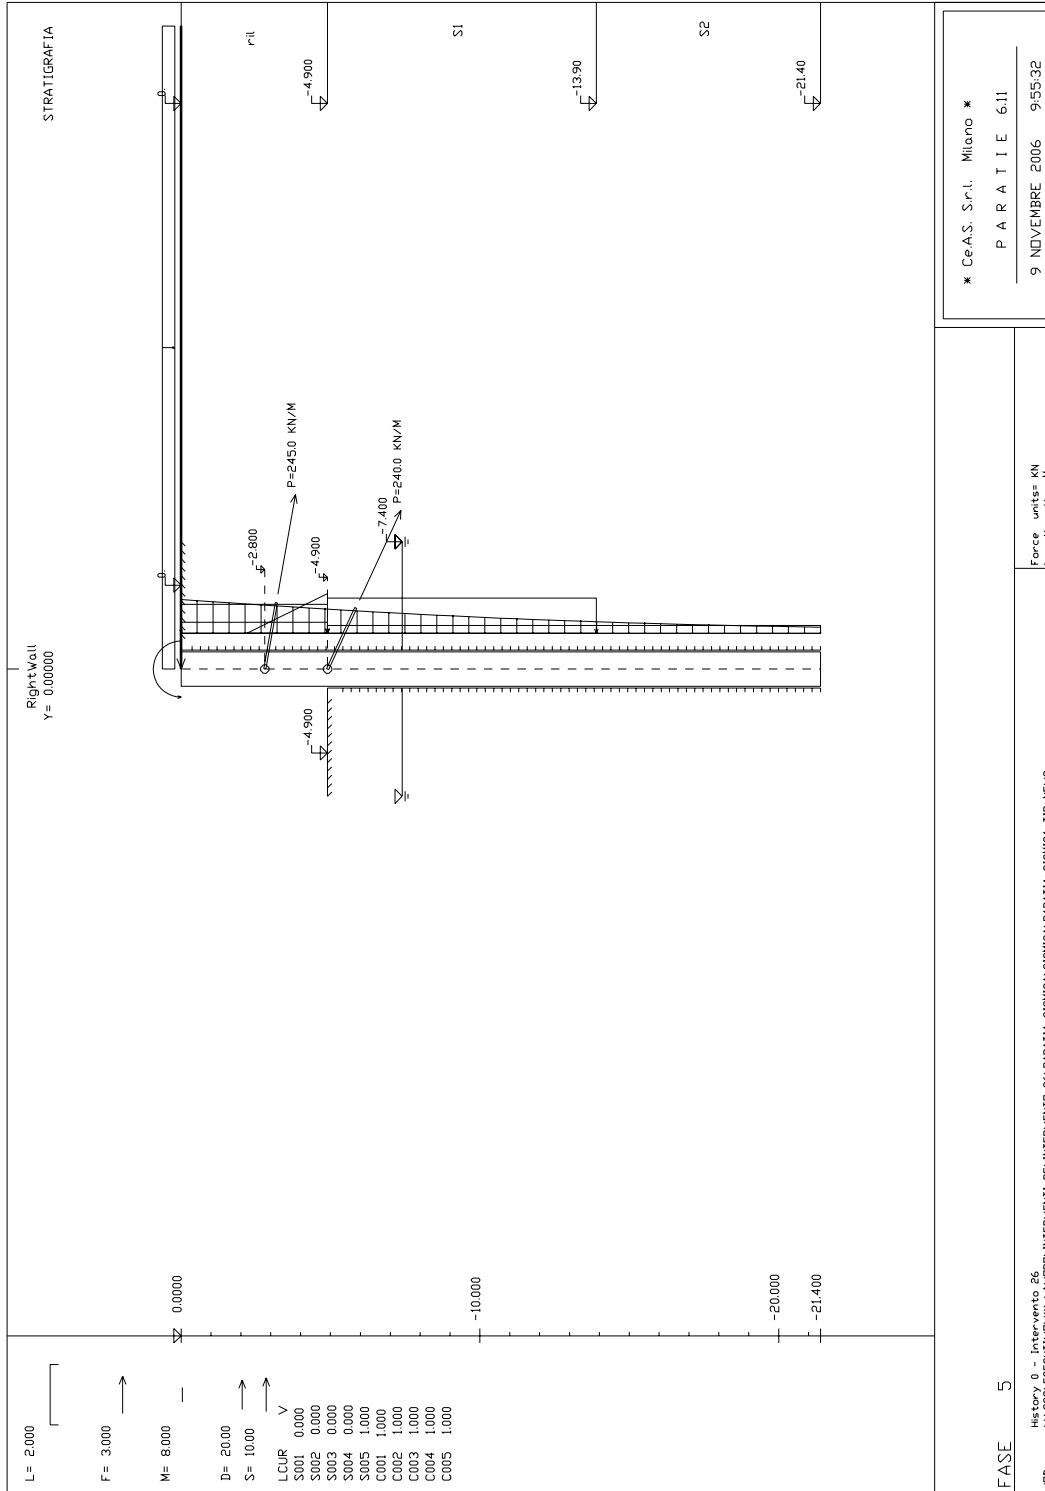 STRATIGRAFIA
RightWall
Y= 0.00000
0.
0.
ril
-4.900
S1
-13.90
S2
-21.40
P=245.0 KN/M
-2.800
-4.900
P=240.0 KN/M
-7.400
-4.900
0.0000
-10.000
-20.000
-21.400
L= 2.000
F= 3.000
M= 8.000
D= 20.00
S= 10.00
LCUR V
S001 0.000
S002 0.000
S003 0.000
S004 0.000
S005 1.000
C001 1.000
C002 1.000
C003 1.000
C004 1.000
C005 1.000
* Ce.A.S. S.r.l. Milano *
P A R A T I E 6.11
9 NOVEMBRE 2006 9:55:32
FASE 5
Force units= KN
History 0 - Intervento 26